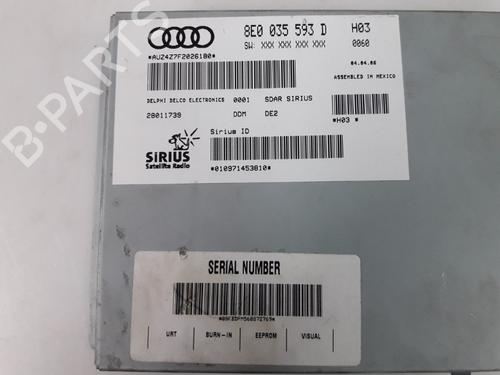 8E0 035 593 D H03
SW: XXX XXX XXX XXX 0060
*AUZ4Z7F2026180*
04.04.06
ASSEMBLED IN MEXICO
DELPHI DELCO ELECTRONICS 0001 SDAR SIRIUS
28011739 DDM DE2
*H03 *
Sirius ID
SIRIUS
Satellite Radio
*010971453810*
SERIAL NUMBER
URT BURN-IN EEPROM VISUAL
B-PARTS